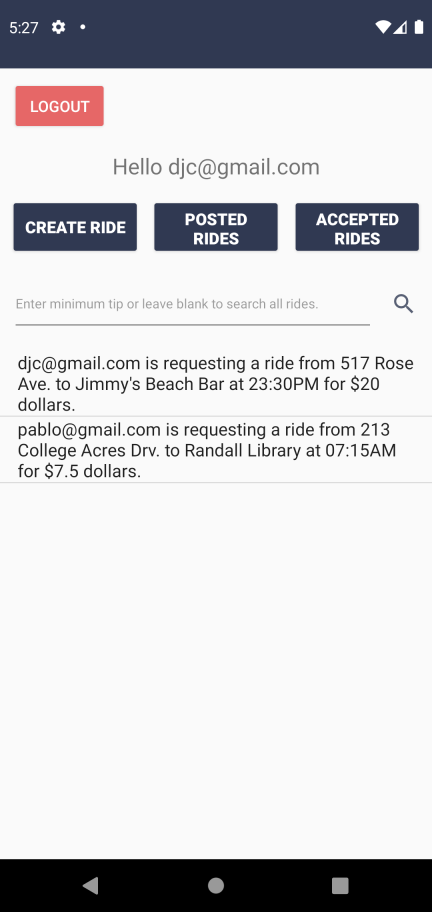 5:27
LOGOUT
Hello djc@gmail.com
CREATE RIDE
POSTED
RIDES
ACCEPTED
RIDES
Enter minimum tip or leave blank to search all rides.
djc@gmail.com is requesting a ride from 517 Rose
Ave. to Jimmy's Beach Bar at 23:30PM for $20
dollars.
pablo@gmail.com is requesting a ride from 213
College Acres Drv. to Randall Library at 07:15AM
for $7.5 dollars.